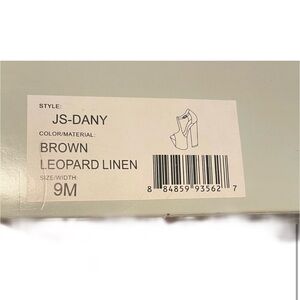 STYLE:
JS-DANY
COLOR/MATERIAL:
BROWN
LEOPARD LINEN
SIZE/WIDTH:
9M
8 84859 93562 7